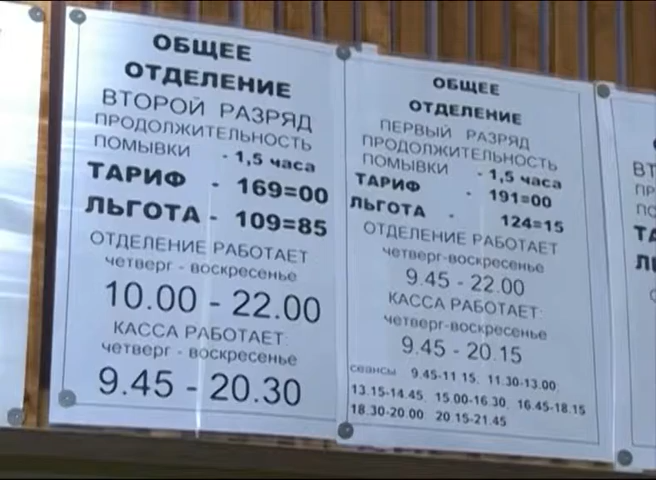 ОБЩЕЕ
ОТДЕЛЕНИЕ
ВТОРОЙ РАЗРЯД
ПРОДОЛЖИТЕЛЬНОСТЬ
ПОМЫВКИ - 1,5 часа
ТАРИФ - 169=00
ЛЬГОТА - 109=85
ОТДЕЛЕНИЕ РАБОТАЕТ
четверг - воскресенье
10.00 - 22.00
КАССА РАБОТАЕТ:
четверг - воскресенье
9.45 - 20.30
ОБЩЕЕ
ОТДЕЛЕНИЕ
ПЕРВЫЙ РАЗРЯД
ПРОДОЛЖИТЕЛЬНОСТЬ
ПОМЫВКИ - 1,5 часа
ТАРИФ - 191=00
ЛЬГОТА - 124=15
ОТДЕЛЕНИЕ РАБОТАЕТ
четверг-воскресенье
9.45 - 22.00
КАССА РАБОТАЕТ:
четверг-воскресенье
9.45 - 20.15
сеансы 9.45-11.15, 11.30-13.00,
13.15-14.45, 15.00-16.30, 16.45-18.15
18.30-20.00 20.15-21.45